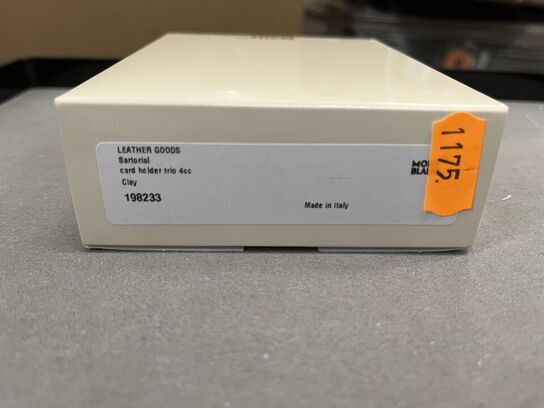 LEATHER GOODS
Sartorial
card holder trio 4cc
Clay
198233
Made in Italy
1175.